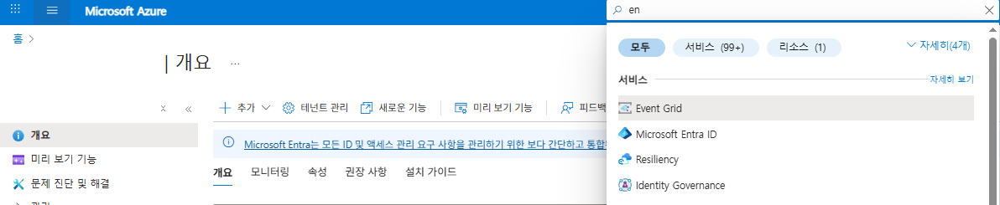 Microsoft Azure
en
홈
모두
서비스 (99+)
리소스 (1)
자세히(4개)
| 개요 ...
서비스
자세히 보기
추가
테넌트 관리
새로운 기능
미리 보기 기능
피드백
Event Grid
개요
Microsoft Entra ID
Microsoft Entra는 모든 ID 및 액세스 관리 요구 사항을 관리하기 위한 보다 간단하고
미리 보기 기능
Resiliency
개요
모니터링
속성
권장 사항
설치 가이드
문제 진단 및 해결
Identity Governance